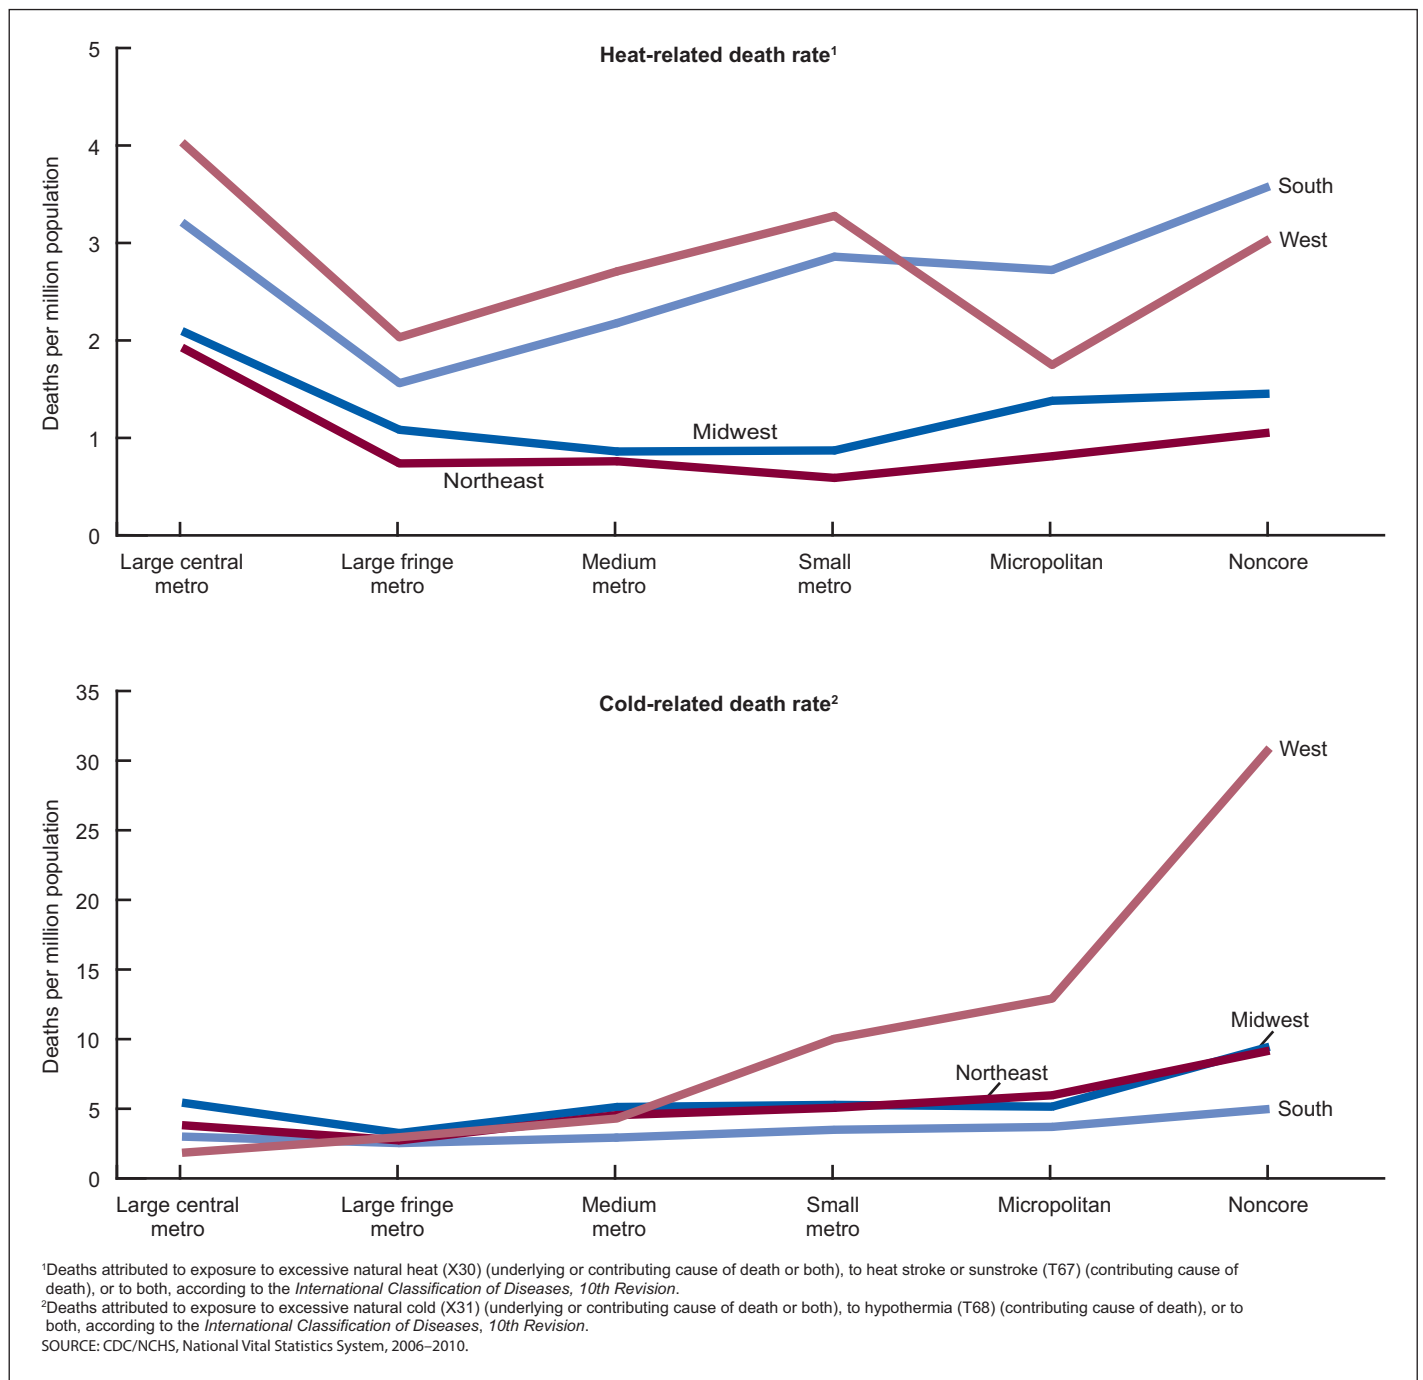 Heat-related death rate¹
5
4
3
2
1
0
Deaths per million population
South
West
Midwest
Northeast
Large central
metro
Large fringe
metro
Medium
metro
Small
metro
Micropolitan
Noncore
Cold-related death rate²
35
30
25
20
15
10
5
0
Deaths per million population
West
Midwest
Northeast
South
Large central
metro
Large fringe
metro
Medium
metro
Small
metro
Micropolitan
Noncore
¹Deaths attributed to exposure to excessive natural heat (X30) (underlying or contributing cause of death or both), to heat stroke or sunstroke (T67) (contributing cause of
death), or to both, according to the International Classification of Diseases, 10th Revision.
²Deaths attributed to exposure to excessive natural cold (X31) (underlying or contributing cause of death or both), to hypothermia (T68) (contributing cause of death), or to
both, according to the International Classification of Diseases, 10th Revision.
SOURCE: CDC/NCHS, National Vital Statistics System, 2006–2010.